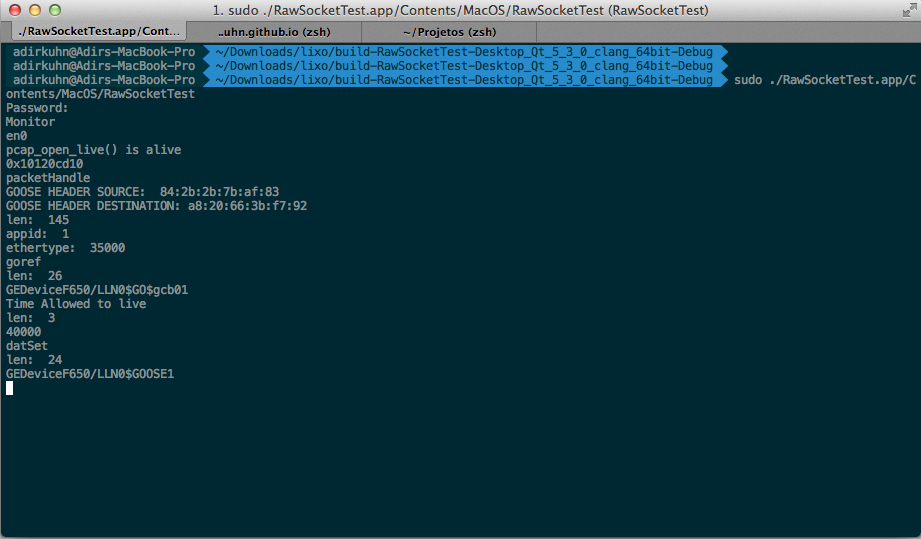 1. sudo ./RawSocketTest.app/Contents/MacOS/RawSocketTest (RawSocketTest)
./RawSocketTest.app/Cont... ..uhn.github.io (zsh) ~/Projetos (zsh)
adirkuhn@Adirs-MacBook-Pro ~/Downloads/lixo/build-RawSocketTest-Desktop_Qt_5_3_0_clang_64bit-Debug
adirkuhn@Adirs-MacBook-Pro ~/Downloads/lixo/build-RawSocketTest-Desktop_Qt_5_3_0_clang_64bit-Debug
adirkuhn@Adirs-MacBook-Pro ~/Downloads/lixo/build-RawSocketTest-Desktop_Qt_5_3_0_clang_64bit-Debug sudo ./RawSocketTest.app/C
ontents/MacOS/RawSocketTest
Password:
Monitor
en0
pcap_open_live() is alive
0x10120cd10
packetHandle
GOOSE HEADER SOURCE:  84:2b:2b:7b:af:83
GOOSE HEADER DESTINATION: a8:20:66:3b:f7:92
len:  145
appid:  1
ethertype:  35000
goref
len:  26
GEDeviceF650/LLN0$GO$gcb01
Time Allowed to live
len:  3
40000
datSet
len:  24
GEDeviceF650/LLN0$GOOSE1